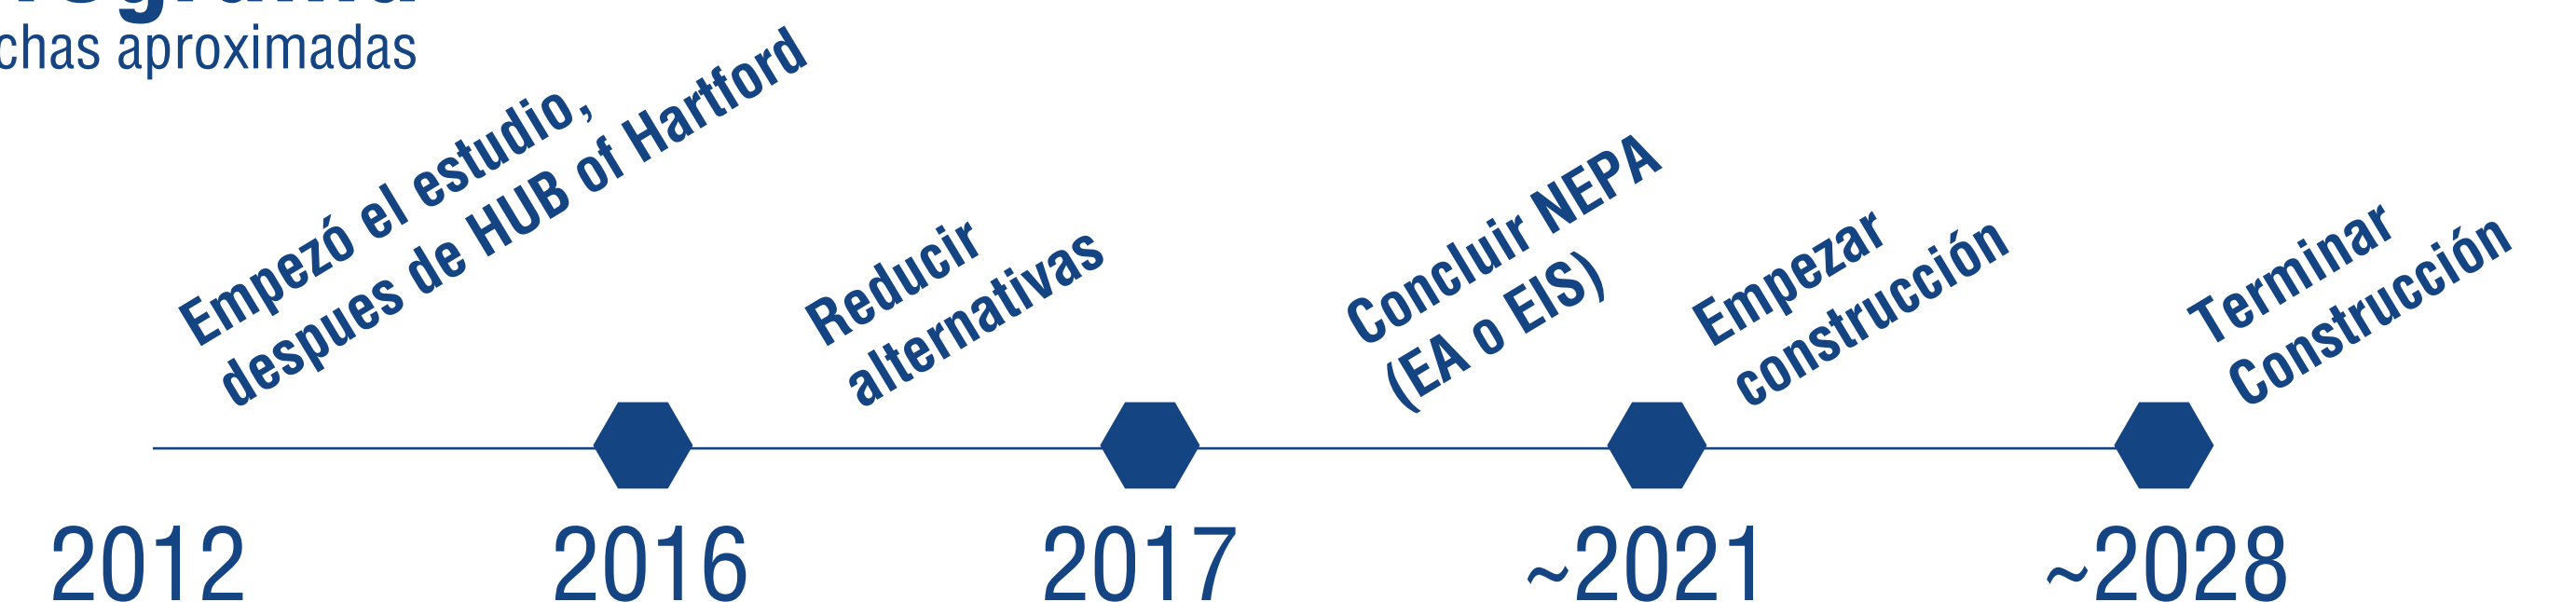 aproximadas
Empezó el estudio,
despues de HUB of Hartford
Reducir
alternativas
Concluir NEPA
(EA o EIS)
Empezar
construcción
Terminar
Construcción
2012
2016
2017
~2021
~2028